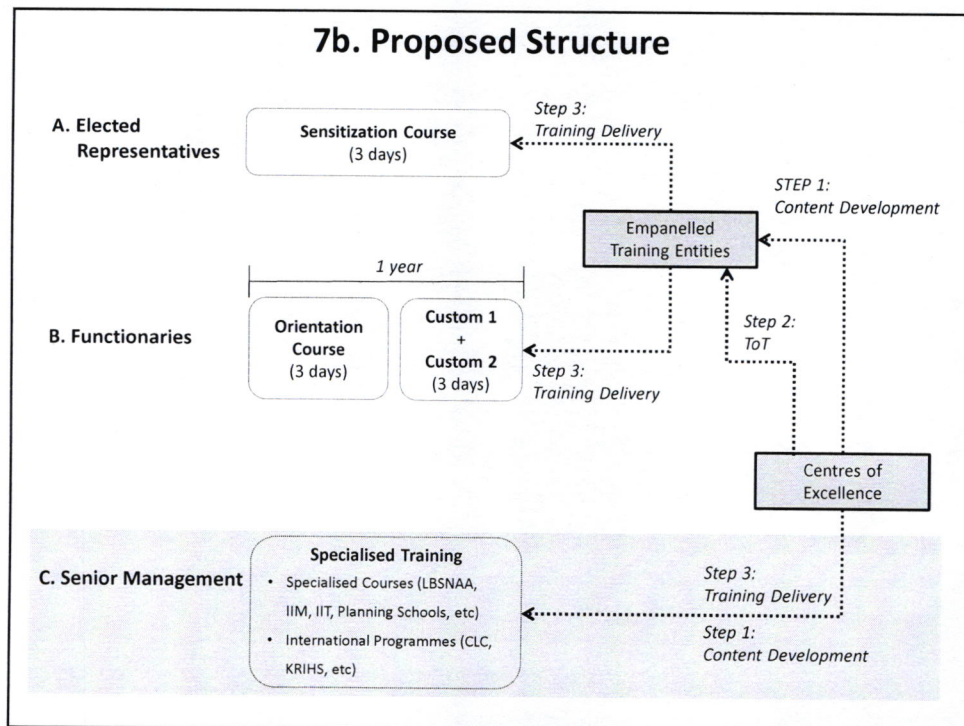 7b. Proposed Structure
A. Elected
Representatives
Sensitization Course
(3 days)
Step 3:
Training Delivery
STEP 1:
Content Development
Empanelled
Training Entities
1 year
B. Functionaries
Orientation
Course
(3 days)
Custom 1
+
Custom 2
(3 days)
Step 3:
Training Delivery
Step 2:
ToT
Centres of
Excellence
C. Senior Management
Specialised Training
• Specialised Courses (LBSNAA,
IIM, IIT, Planning Schools, etc)
• International Programmes (CLC,
KRIHS, etc)
Step 3:
Training Delivery
Step 1:
Content Development